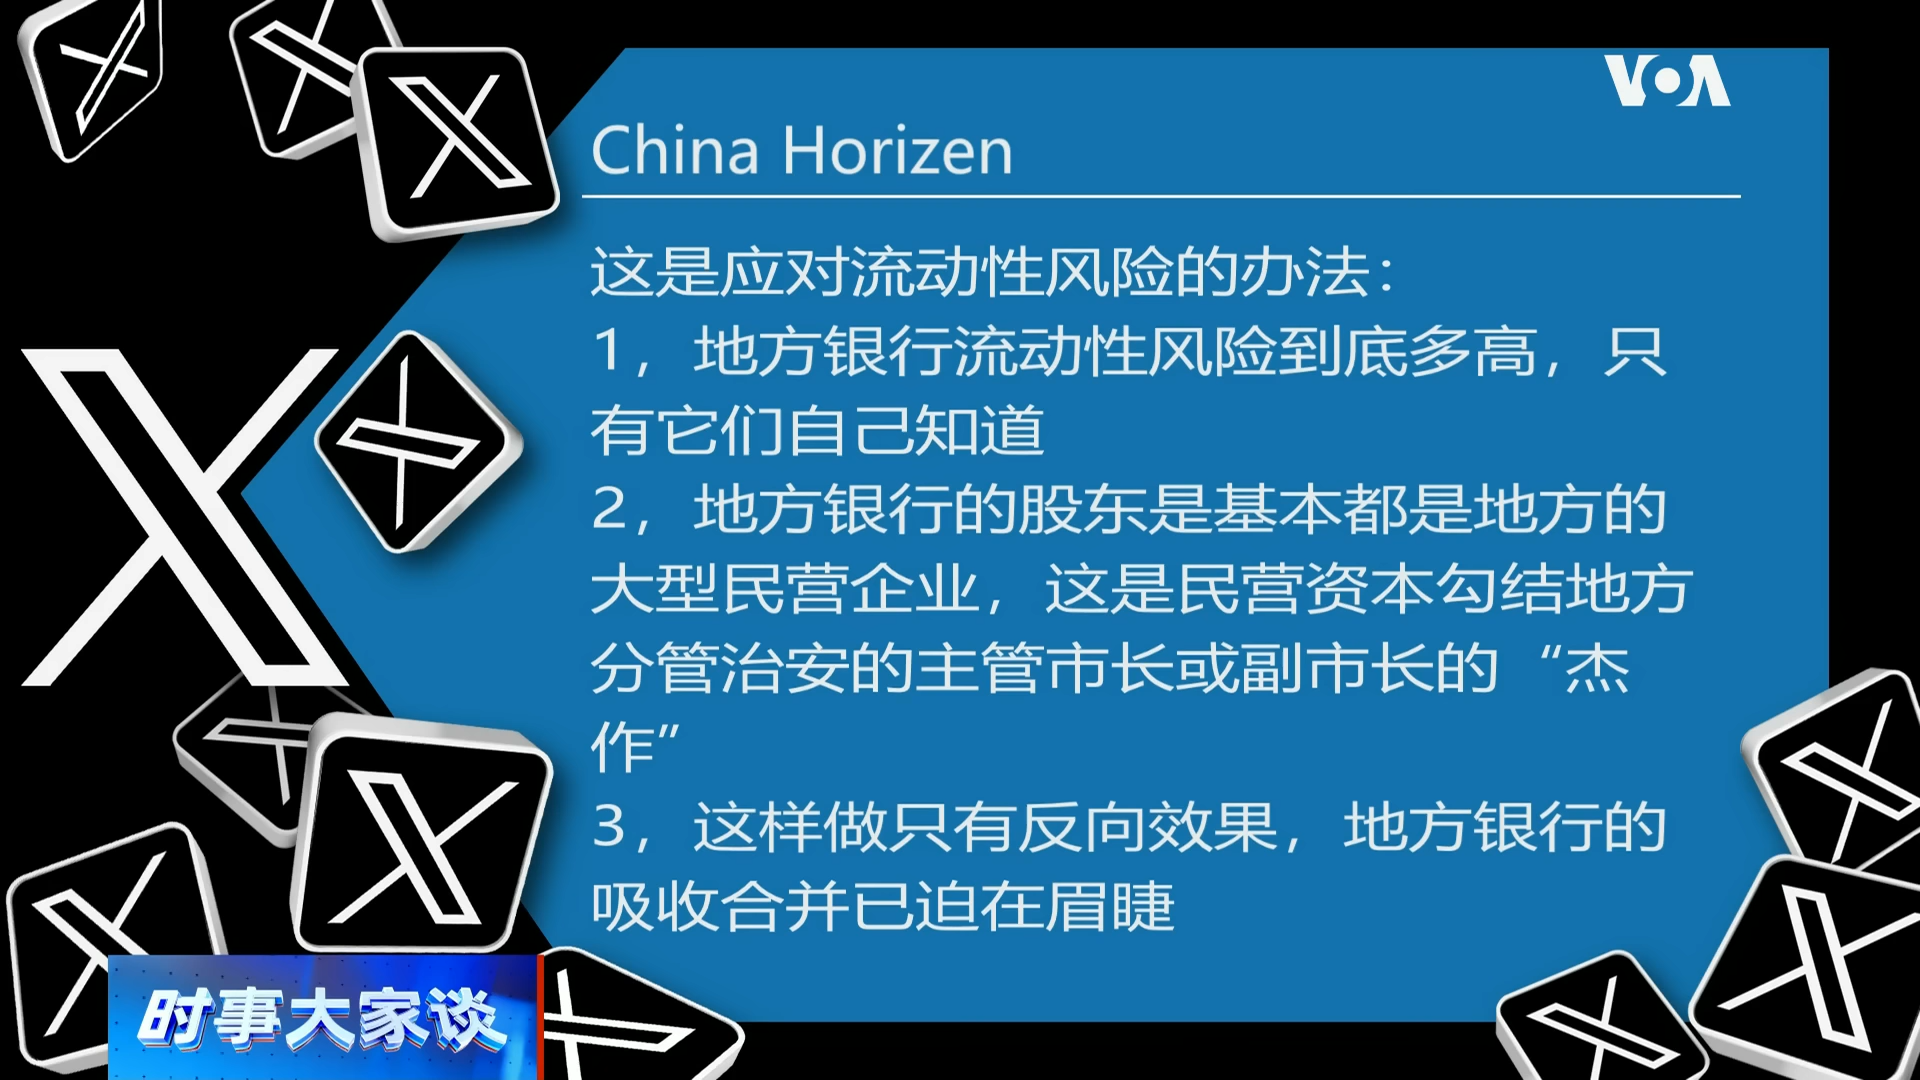 VOA
China Horizen
这是应对流动性风险的办法：
1，地方银行流动性风险到底多高，只
有它们自己知道
2，地方银行的股东是基本都是地方的
大型民营企业，这是民营资本勾结地方
分管治安的主管市长或副市长的“杰
作”
3，这样做只有反向效果，地方银行的
吸收合并已迫在眉睫
时事大家谈